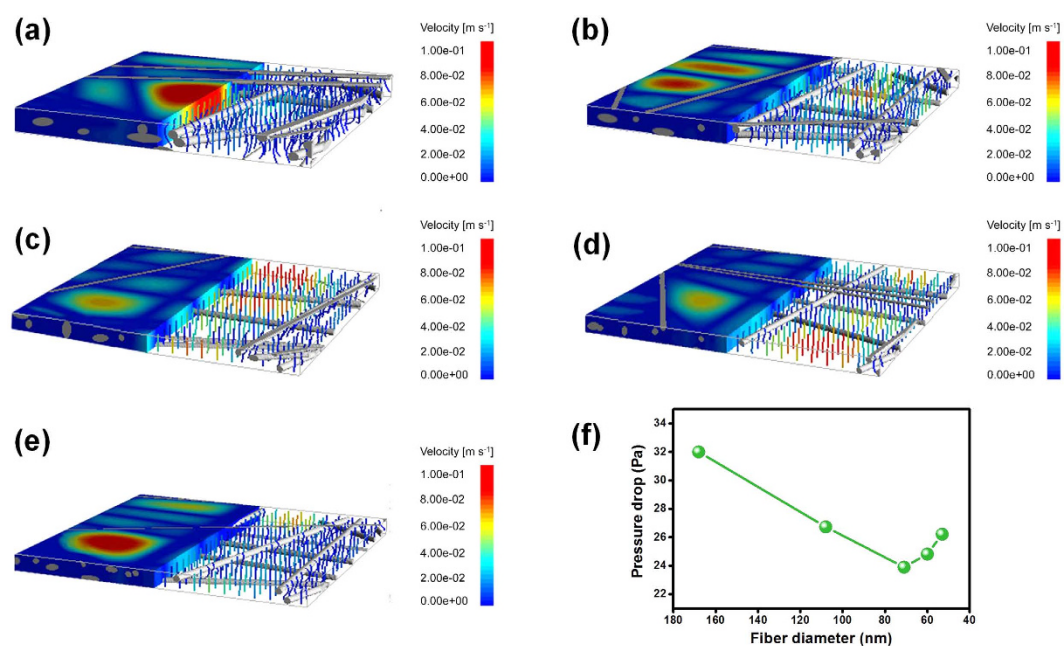 (a)
Velocity [m s⁻¹]
1.00e-01
8.00e-02
6.00e-02
4.00e-02
2.00e-02
0.00e+00
(b)
Velocity [m s⁻¹]
1.00e-01
8.00e-02
6.00e-02
4.00e-02
2.00e-02
0.00e+00
(c)
Velocity [m s⁻¹]
1.00e-01
8.00e-02
6.00e-02
4.00e-02
2.00e-02
0.00e+00
(d)
Velocity [m s⁻¹]
1.00e-01
8.00e-02
6.00e-02
4.00e-02
2.00e-02
0.00e+00
(e)
Velocity [m s⁻¹]
1.00e-01
8.00e-02
6.00e-02
4.00e-02
2.00e-02
0.00e+00
(f)
Pressure drop (Pa)
34
32
30
28
26
24
22
180 160 140 120 100 80 60 40
Fiber diameter (nm)